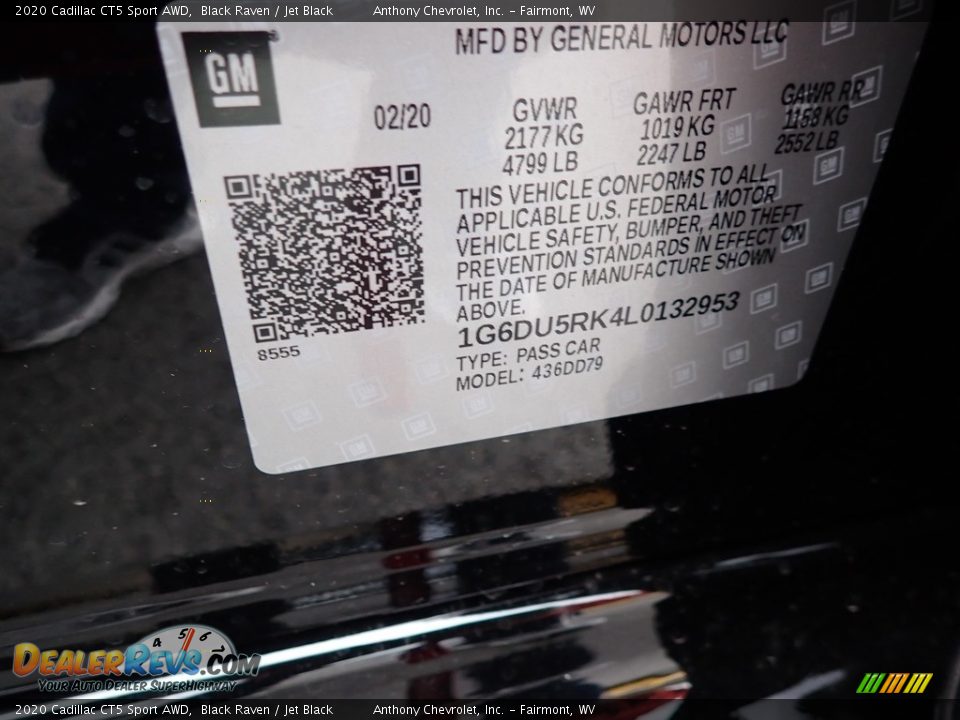 2020 Cadillac CT5 Sport AWD, Black Raven / Jet Black Anthony Chevrolet, Inc. - Fairmont, WV
MFD BY GENERAL MOTORS LLC
GM
02/20
GVWR GAWR FRT GAWR RR
2177 KG 1019 KG 1158 KG
4799 LB 2247 LB 2552 LB
THIS VEHICLE CONFORMS TO ALL
APPLICABLE U.S. FEDERAL MOTOR
VEHICLE SAFETY, BUMPER, AND THEFT
PREVENTION STANDARDS IN EFFECT ON
THE DATE OF MANUFACTURE SHOWN
ABOVE.
1G6DU5RK4L0132953
8555
TYPE: PASS CAR
MODEL: 436DD79
4 5 6
DEALERREVS.COM
YOUR AUTO DEALER SUPERHIGHWAY
2020 Cadillac CT5 Sport AWD, Black Raven / Jet Black Anthony Chevrolet, Inc. - Fairmont, WV